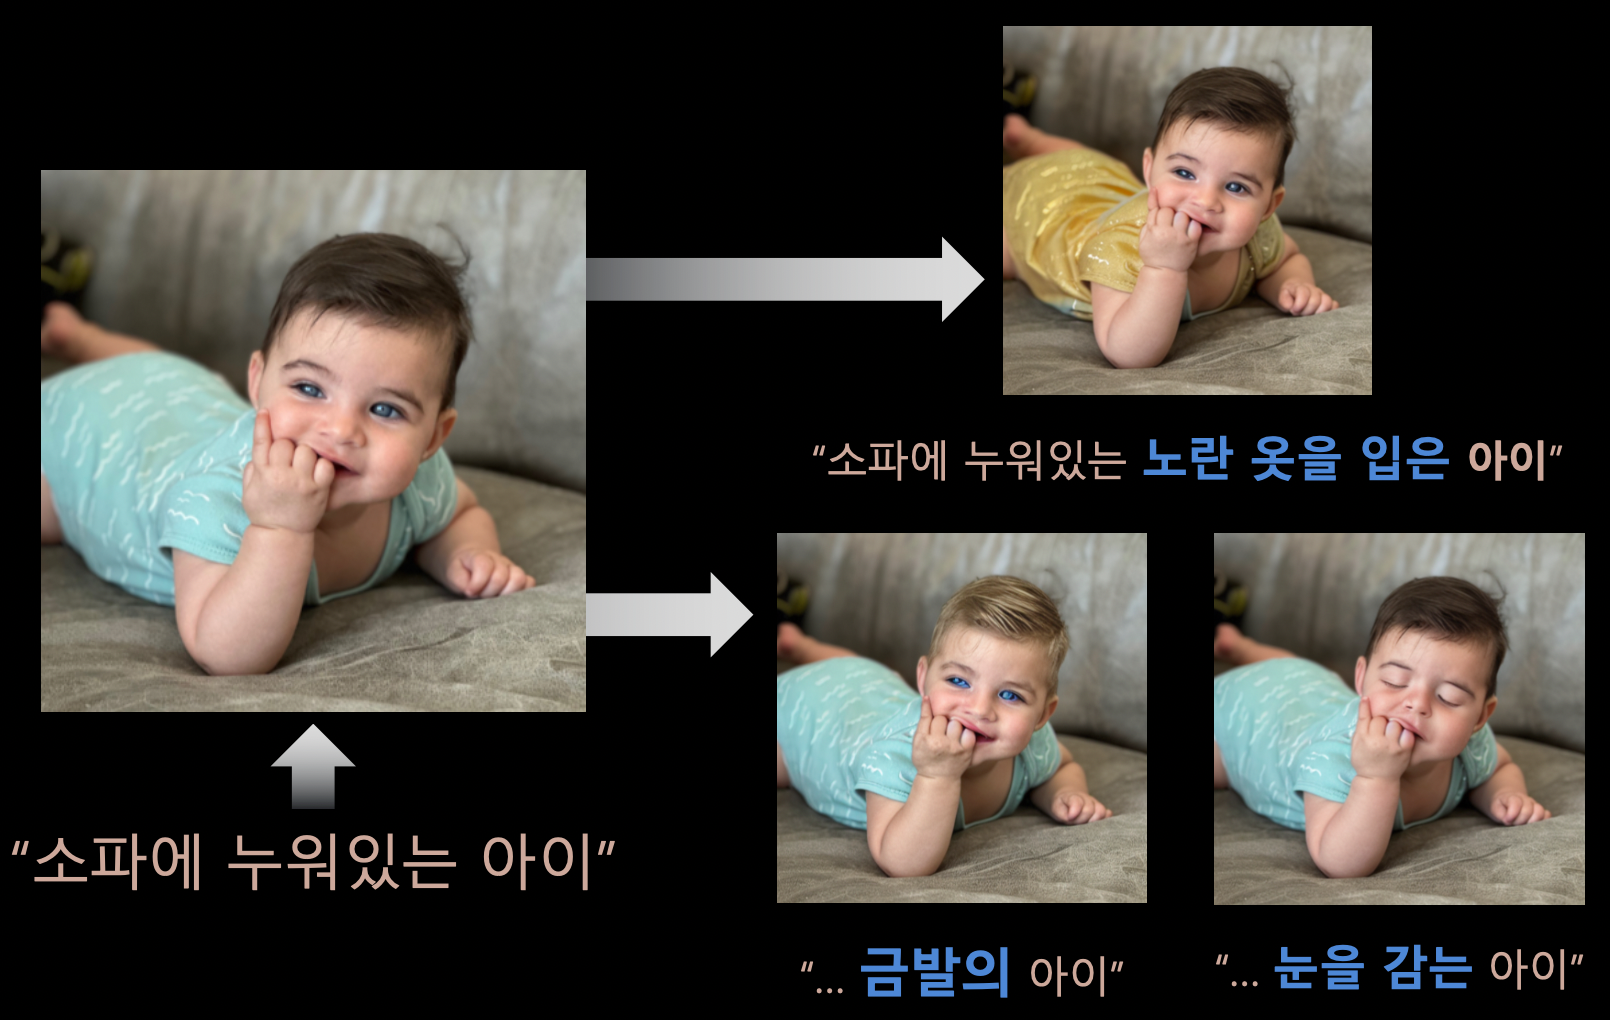 “소파에 누워있는 노란 옷을 입은 아이”
“소파에 누워있는 아이”
“... 금발의 아이”
“... 눈을 감는 아이”